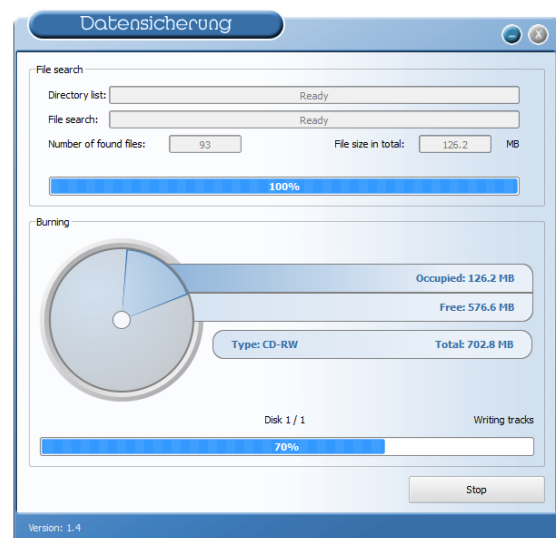 Datensicherung
File search
Directory list: Ready
File search: Ready
Number of found files: 93 File size in total: 126.2 MB
100%
Burning
Occupied: 126.2 MB
Free: 576.6 MB
Type: CD-RW Total: 702.8 MB
Disk 1 / 1 Writing tracks
70%
Stop
Version: 1.4